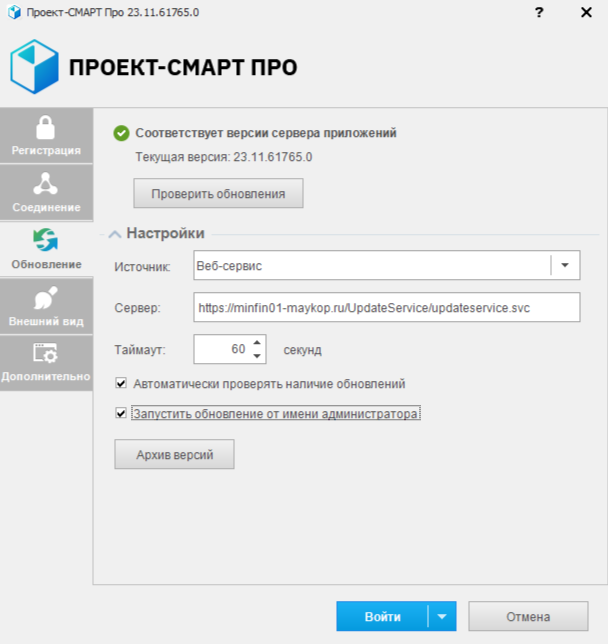 Проект-СМАРТ Про 23.11.61765.0
?
ПРОЕКТ-СМАРТ ПРО
Регистрация
Соединение
Обновление
Внешний вид
Дополнительно
Соответствует версии сервера приложений
Текущая версия: 23.11.61765.0
Проверить обновления
Настройки
Источник: Веб-сервис
Сервер: https://minfin01-maykop.ru/UpdateService/updateservice.svc
Таймаут: 60 секунд
Автоматически проверять наличие обновлений
Запустить обновление от имени администратора
Архив версий
Войти Отмена